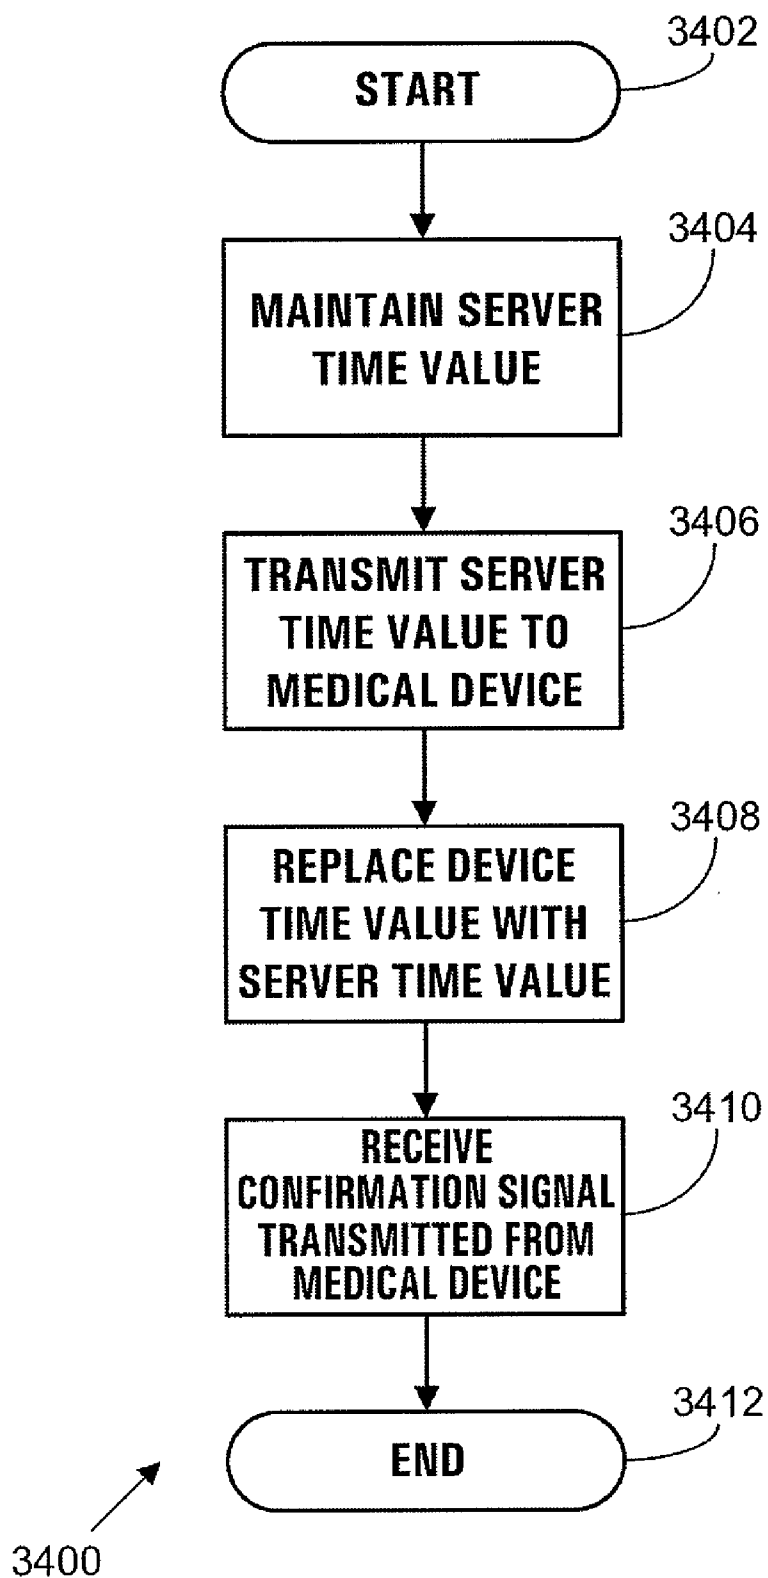 3402
START
3404
MAINTAIN SERVER
TIME VALUE
3406
TRANSMIT SERVER
TIME VALUE TO
MEDICAL DEVICE
3408
REPLACE DEVICE
TIME VALUE WITH
SERVER TIME VALUE
3410
RECEIVE
CONFIRMATION SIGNAL
TRANSMITTED FROM
MEDICAL DEVICE
3412
END
3400